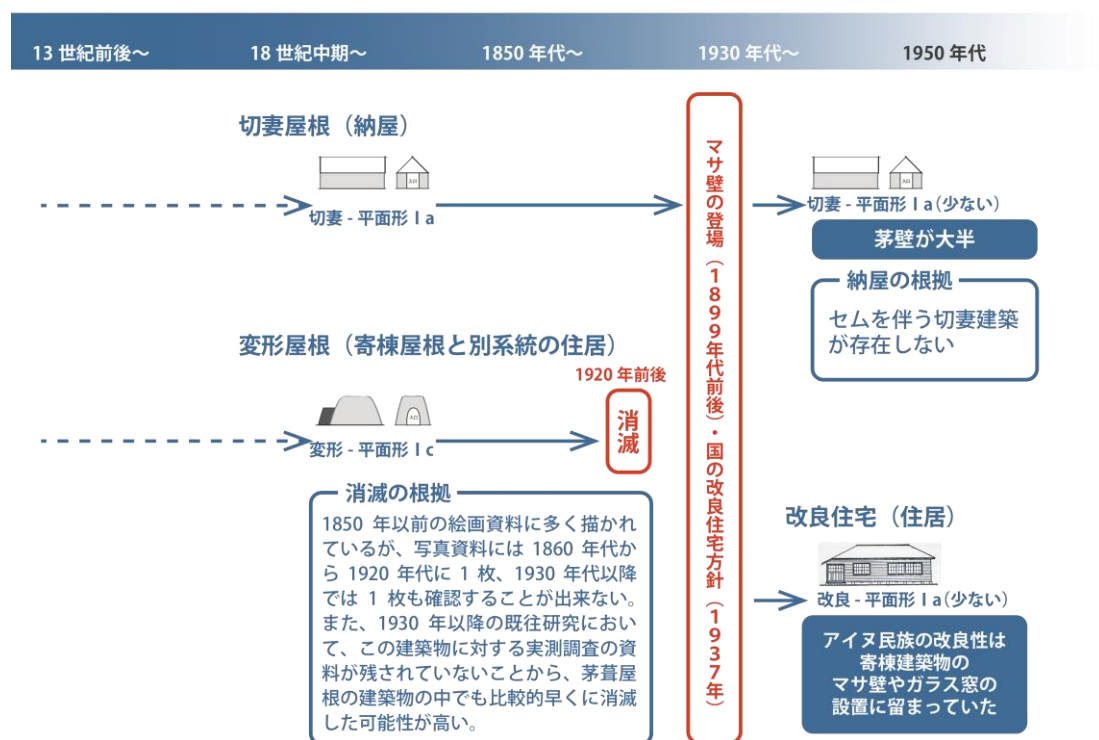 13 世紀前後～
18 世紀中期～
1850 年代～
1930 年代～
1950 年代
切妻屋根（納屋）
切妻 - 平面形Ⅰa
マサ壁の登場（1899年代前後）・国の改良住宅方針（1937年）
切妻 - 平面形Ⅰa（少ない）
茅壁が大半
納屋の根拠
セムを伴う切妻建築
が存在しない
変形屋根（寄棟屋根と別系統の住居）
1920 年前後
消滅
変形 - 平面形Ⅰc
消滅の根拠
1850 年以前の絵画資料に多く描かれ
ているが、写真資料には 1860 年代か
ら 1920 年代に 1 枚、1930 年代以降
では 1 枚も確認することが出来ない。
また、1930 年以降の既往研究におい
て、この建築物に対する実測調査の資
料が残されていないことから、茅葺屋
根の建築物の中でも比較的早くに消滅
した可能性が高い。
改良住宅（住居）
改良 - 平面形Ⅰa（少ない）
アイヌ民族の改良性は
寄棟建築物の
マサ壁やガラス窓の
設置に留まっていた